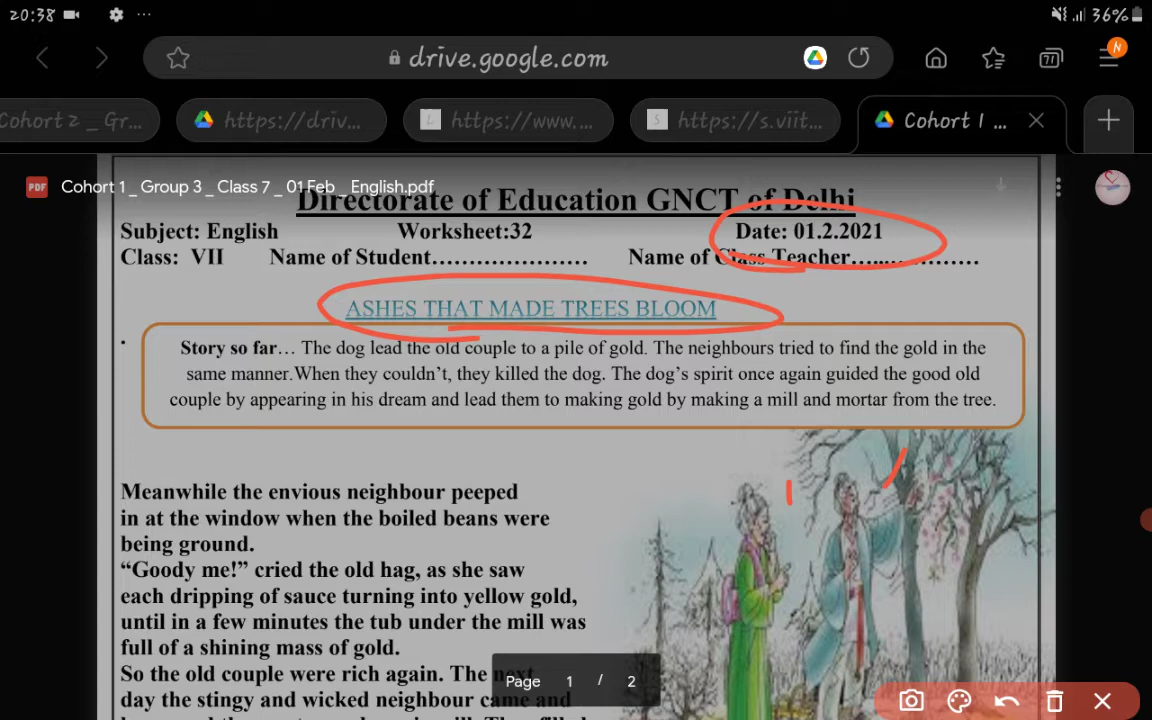 20:38 ... 36%
drive.google.com 71 N
Cohort 2 _ Gr... https://driv... L https://www.... S https://s.viit... Cohort 1 ...
PDF Cohort 1 _ Group 3 _ Class 7 _ 01 Feb _ English.pdf
Directorate of Education GNCT of Delhi
Subject: English Worksheet:32 Date: 01.2.2021
Class: VII Name of Student..................... Name of Class Teacher.................
ASHES THAT MADE TREES BLOOM
Story so far… The dog lead the old couple to a pile of gold. The neighbours tried to find the gold in the
same manner.When they couldn’t, they killed the dog. The dog’s spirit once again guided the good old
couple by appearing in his dream and lead them to making gold by making a mill and mortar from the tree.
Meanwhile the envious neighbour peeped
in at the window when the boiled beans were
being ground.
“Goody me!” cried the old hag, as she saw
each dripping of sauce turning into yellow gold,
until in a few minutes the tub under the mill was
full of a shining mass of gold.
So the old couple were rich again. The next
day the stingy and wicked neighbour came and
Page 1 / 2